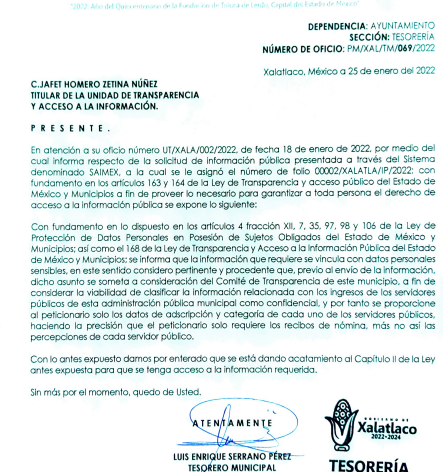 "2022. Año del Quincentenario de la Fundación de Toluca de Lerdo, Capital del Estado de México"
DEPENDENCIA: AYUNTAMIENTO
SECCIÓN: TESORERÍA
NÚMERO DE OFICIO: PM/XAL/TM/069/2022
Xalatlaco, México a 25 de enero del 2022
C.JAFET HOMERO ZETINA NÚÑEZ
TITULAR DE LA UNIDAD DE TRANSPARENCIA
Y ACCESO A LA INFORMACIÓN.
P R E S E N T E .
En atención a su oficio número UT/XALA/002/2022, de fecha 18 de enero de 2022, por medio del
cual informa respecto de la solicitud de información pública presentada a través del Sistema
denominado SAIMEX, a la cual se le asignó el número de folio 00002/XALATLA/IP/2022; con
fundamento en los artículos 163 y 164 de la Ley de Transparencia y acceso público del Estado de
México y Municipios a fin de proveer lo necesario para garantizar a toda persona el derecho de
acceso a la información pública se expone lo siguiente:
Con fundamento en lo dispuesto en los artículos 4 fracción XII, 7, 35, 97, 98 y 106 de la Ley de
Protección de Datos Personales en Posesión de Sujetos Obligados del Estado de México y
Municipios; así como el 168 de la Ley de Transparencia y Acceso a la Información Pública del Estado
de México y Municipios; se informa que la información que requiere se vincula con datos personales
sensibles, en este sentido considero pertinente y procedente que, previo al envío de la información,
dicho asunto se someta a consideración del Comité de Transparencia de este municipio, a fin de
considerar la viabilidad de clasificar la información relacionada con los ingresos de los servidores
públicos de esta administración pública municipal como confidencial, y por tanto se proporcione
al peticionario solo los datos de adscripción y categoría de cada uno de los servidores públicos,
haciendo la precisión que el peticionario solo requiere los recibos de nómina, mas no así las
percepciones de cada servidor público.
Con lo antes expuesto damos por enterado que se está dando acatamiento al Capítulo II de la Ley
antes expuesta para que se tenga acceso a la información requerida.
Sin más por el momento, quedo de Usted.
ATENTAMENTE
LUIS ENRIQUE SERRANO PÉREZ
TESORERO MUNICIPAL
GOBIERNO DE
Xalatlaco
2022-2024
TESORERÍA